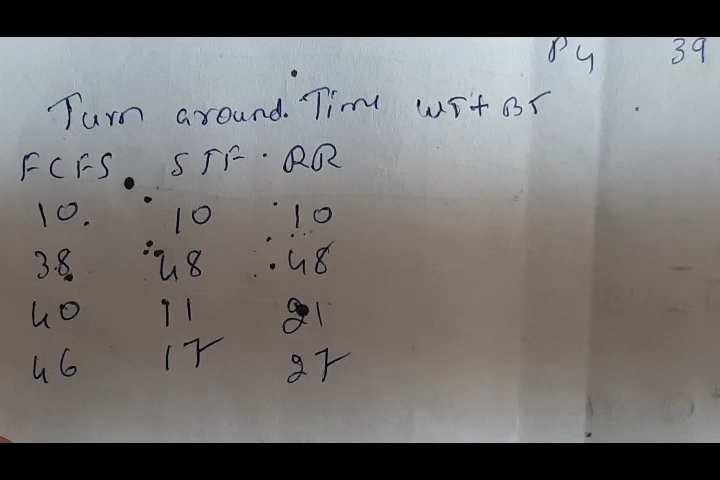 P4 39
Turn around. Time WT+BT
FCFS SJF RR
10 10 10
38 48 48
40 11 21
46 17 27